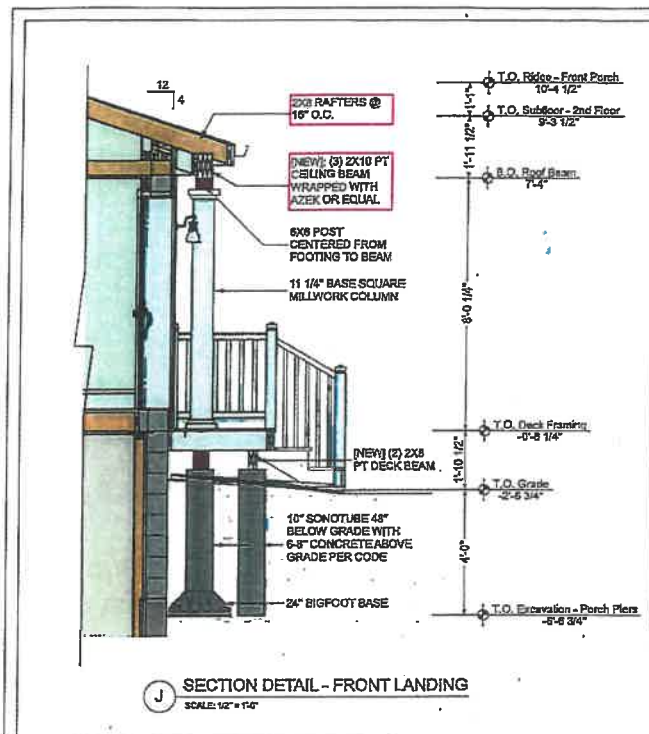 12
4
2X8 RAFTERS @
16" O.C.
[NEW]: (3) 2X10 PT
CEILING BEAM
WRAPPED WITH
AZEK OR EQUAL
6X6 POST
CENTERED FROM
FOOTING TO BEAM
11 1/4" BASE SQUARE
MILLWORK COLUMN
[NEW] (2) 2X8
PT DECK BEAM
10" SONOTUBE 48"
BELOW GRADE WITH
6-8" CONCRETE ABOVE
GRADE PER CODE
24" BIGFOOT BASE
T.O. Ridge - Front Porch
10'-4 1/2"
1'-1"
T.O. Subfloor - 2nd Floor
9'-3 1/2"
1'-11 1/2"
B.O. Roof Beam
7'-4"
8'-0 1/4"
T.O. Deck Framing
-0'-8 1/4"
1'-10 1/2"
T.O. Grade
-2'-6 3/4"
4'-0"
T.O. Excavation - Porch Piers
-6'-6 3/4"
J
SECTION DETAIL - FRONT LANDING
SCALE: 1/2" = 1'-0"